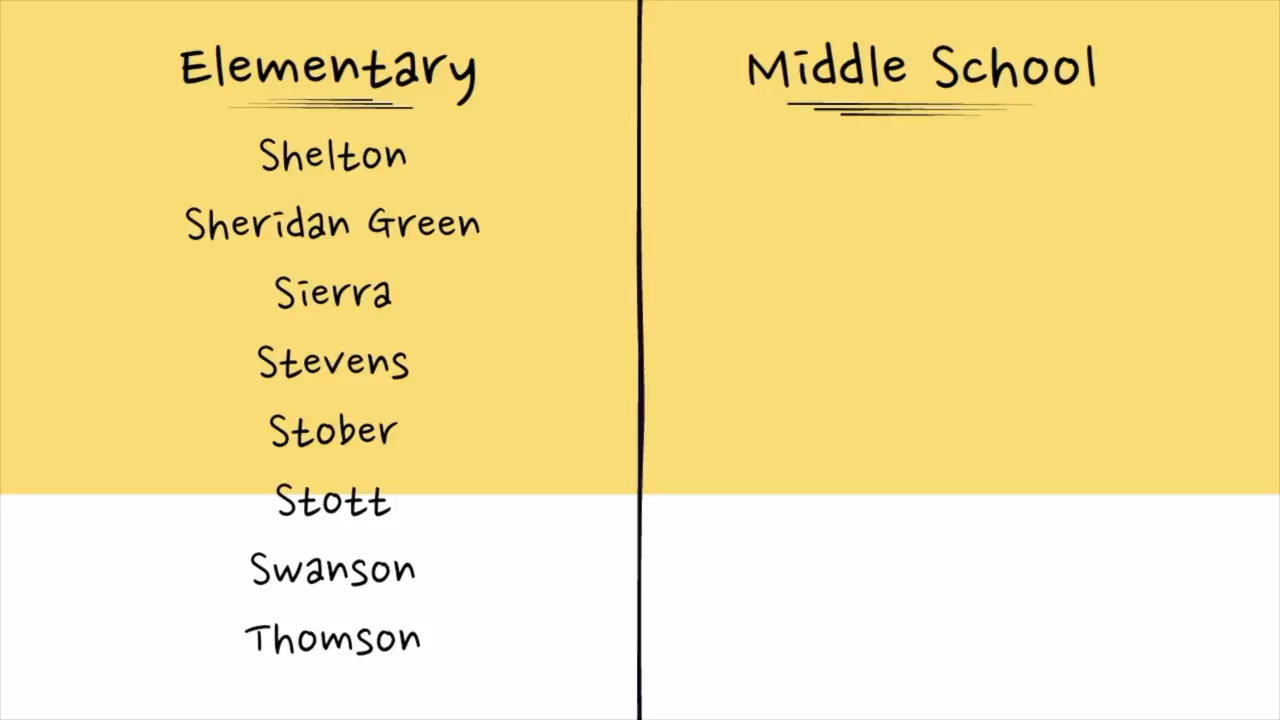 Elementary
Shelton
Sheridan Green
Sierra
Stevens
Stober
Stott
Swanson
Thomson
Middle School